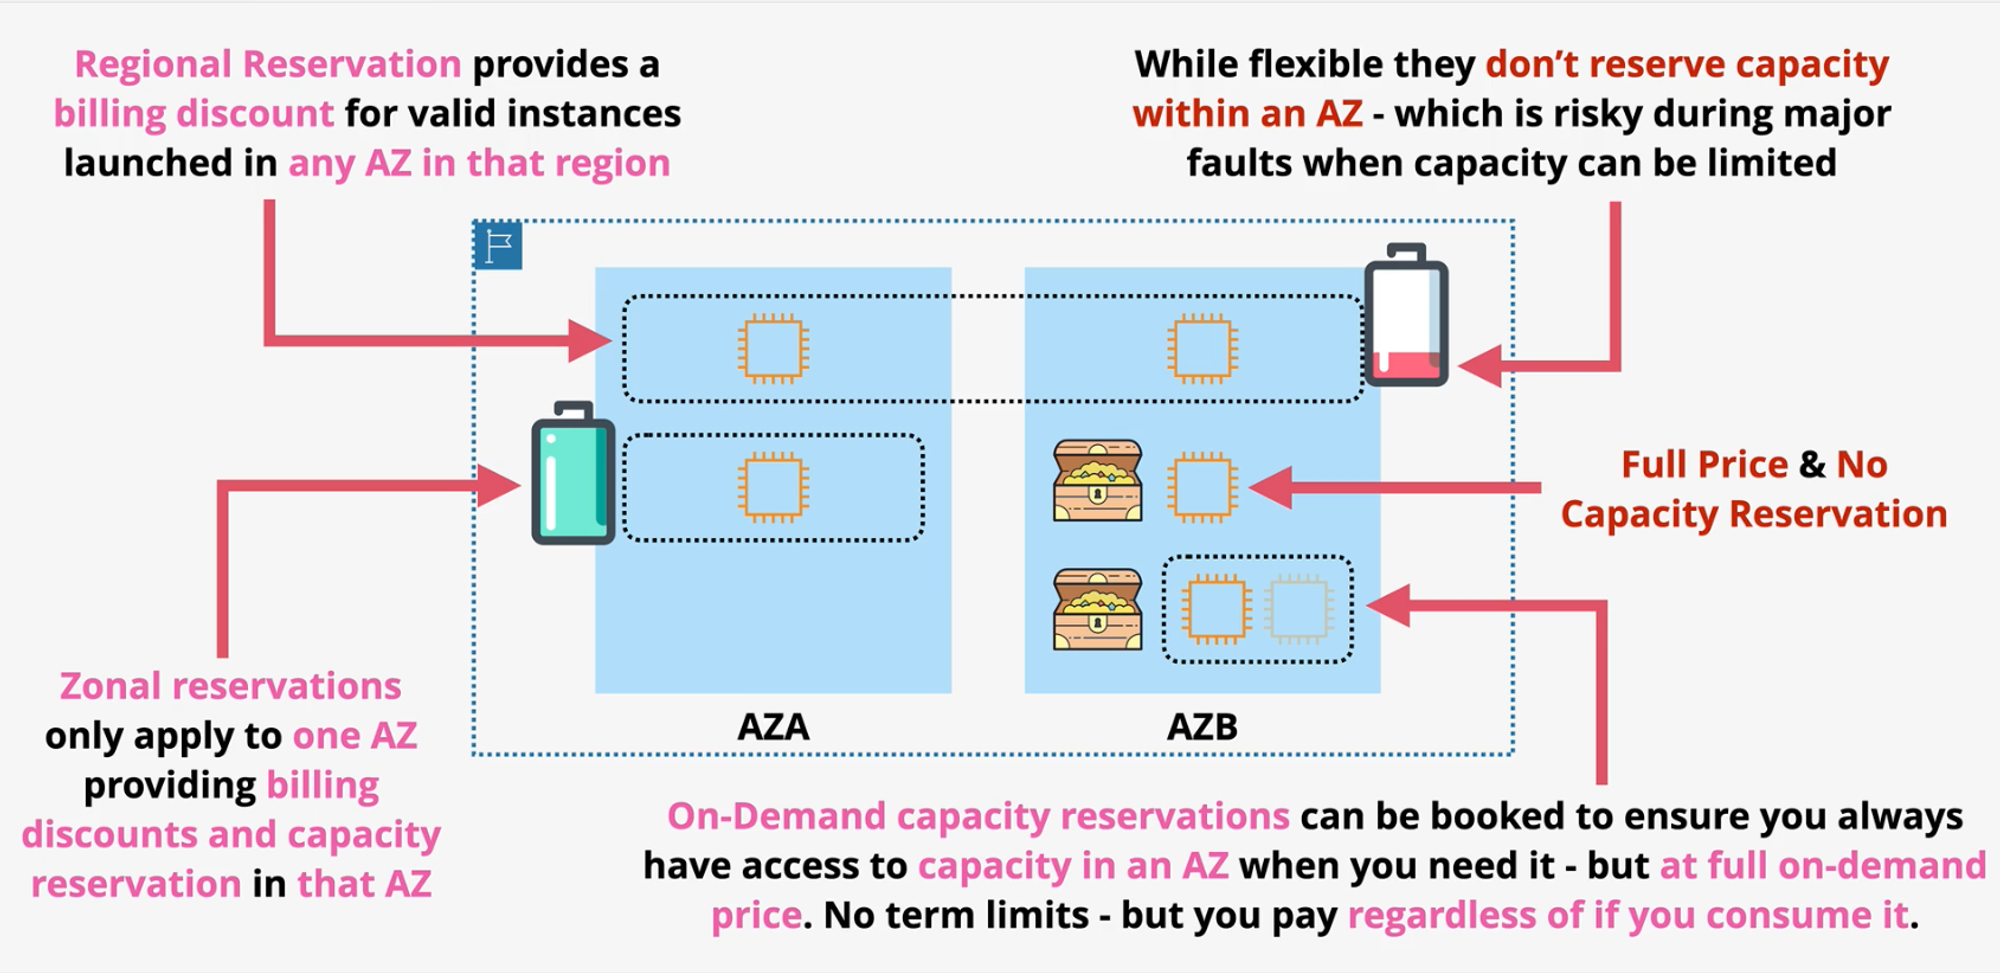 Regional Reservation provides a
billing discount for valid instances
launched in any AZ in that region
While flexible they don’t reserve capacity
within an AZ - which is risky during major
faults when capacity can be limited
Full Price & No
Capacity Reservation
Zonal reservations
only apply to one AZ
providing billing
discounts and capacity
reservation in that AZ
AZA
AZB
On-Demand capacity reservations can be booked to ensure you always
have access to capacity in an AZ when you need it - but at full on-demand
price. No term limits - but you pay regardless of if you consume it.